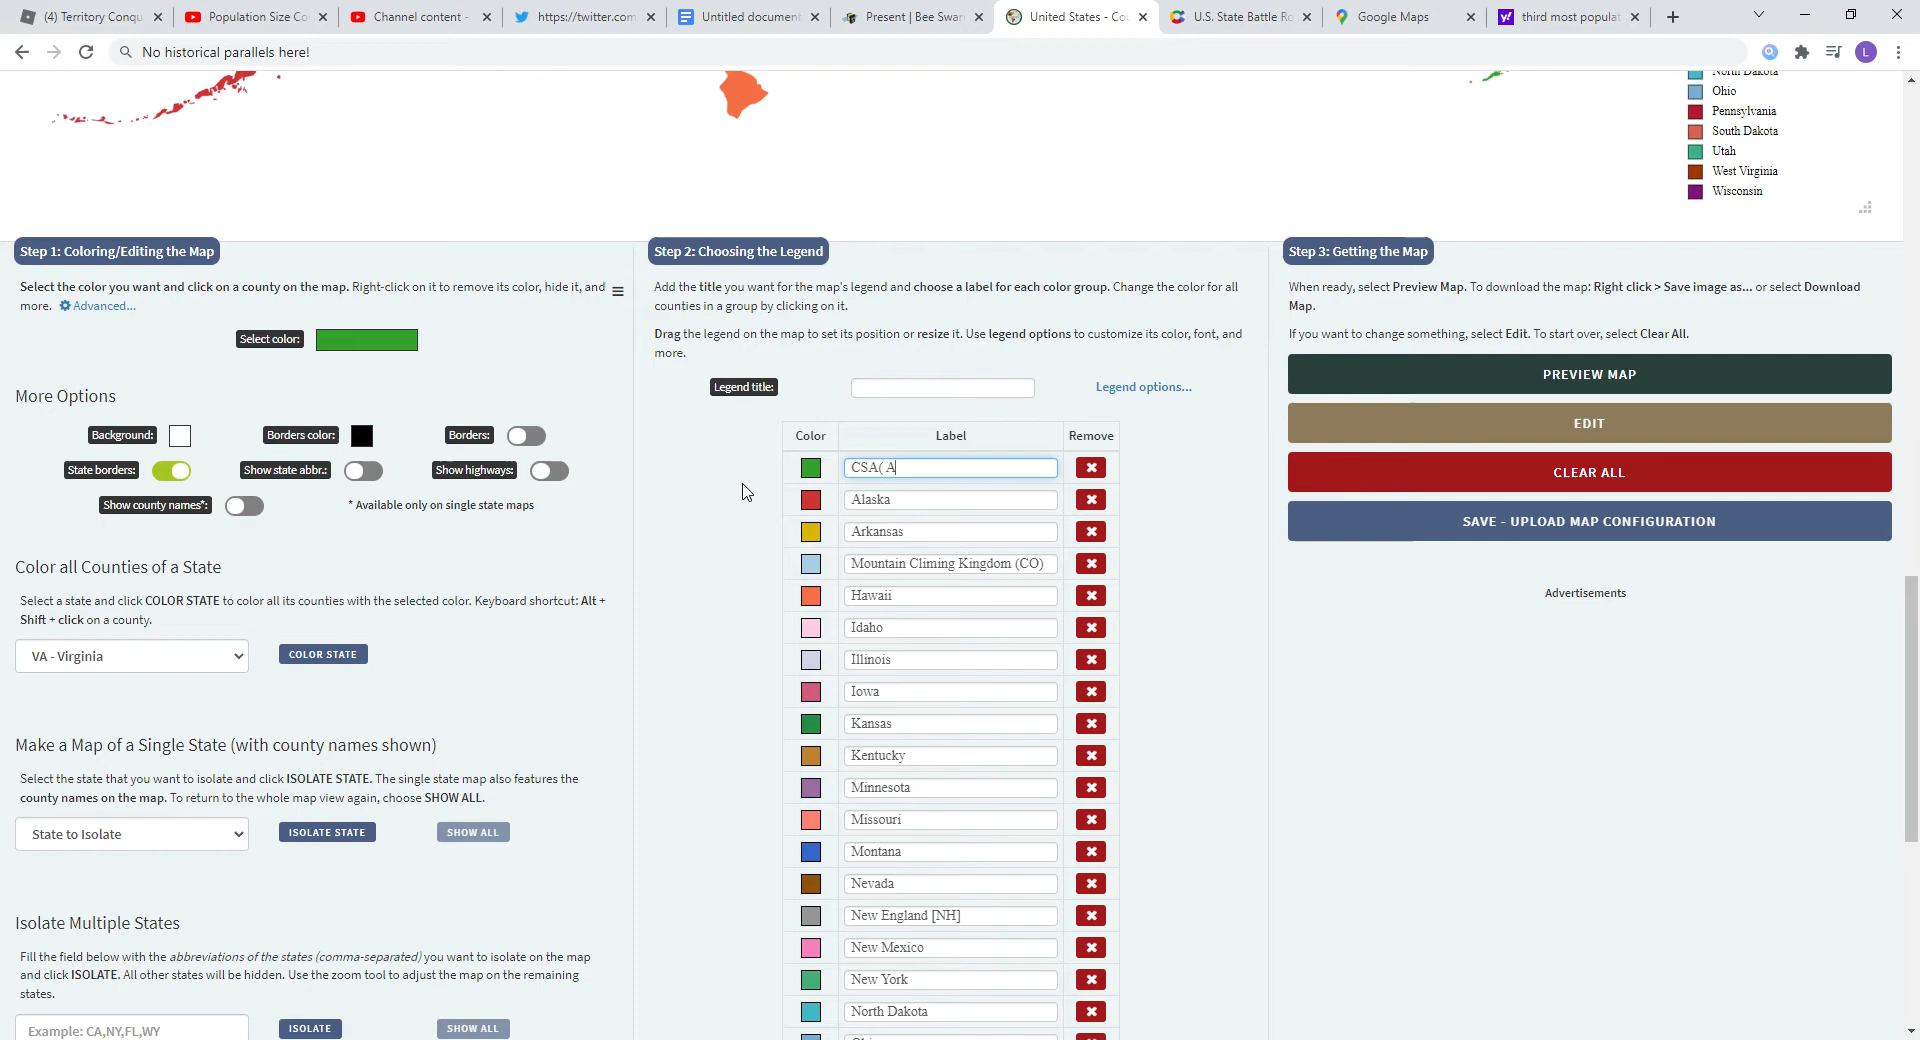 (4) Territory Conqu
Population Size Co
Channel content -
https://twitter.com
Untitled document
Present | Bee Swar
United States - Co
U.S. State Battle Ro
Google Maps
third most populat
No historical parallels here!
L
North Dakota
Ohio
Pennsylvania
South Dakota
Utah
West Virginia
Wisconsin
Step 1: Coloring/Editing the Map
Select the color you want and click on a county on the map. Right-click on it to remove its color, hide it, and
more. Advanced...
Select color:
More Options
Background:
Borders color:
Borders:
State borders:
Show state abbr.:
Show highways:
Show county names*:
* Available only on single state maps
Color all Counties of a State
Select a state and click COLOR STATE to color all its counties with the selected color. Keyboard shortcut: Alt +
Shift + click on a county.
VA - Virginia
COLOR STATE
Make a Map of a Single State (with county names shown)
Select the state that you want to isolate and click ISOLATE STATE. The single state map also features the
county names on the map. To return to the whole map view again, choose SHOW ALL.
State to Isolate
ISOLATE STATE
SHOW ALL
Isolate Multiple States
Fill the field below with the abbreviations of the states (comma-separated) you want to isolate on the map
and click ISOLATE. All other states will be hidden. Use the zoom tool to adjust the map on the remaining
states.
Example: CA,NY,FL,WY
ISOLATE
SHOW ALL
Step 2: Choosing the Legend
Add the title you want for the map's legend and choose a label for each color group. Change the color for all
counties in a group by clicking on it.
Drag the legend on the map to set its position or resize it. Use legend options to customize its color, font, and
more.
Legend title:
Legend options...
Color
Label
Remove
CSA( A
Alaska
Arkansas
Mountain Climing Kingdom (CO)
Hawaii
Idaho
Illinois
Iowa
Kansas
Kentucky
Minnesota
Missouri
Montana
Nevada
New England [NH]
New Mexico
New York
North Dakota
Step 3: Getting the Map
When ready, select Preview Map. To download the map: Right click > Save image as... or select Download
Map.
If you want to change something, select Edit. To start over, select Clear All.
PREVIEW MAP
EDIT
CLEAR ALL
SAVE - UPLOAD MAP CONFIGURATION
Advertisements